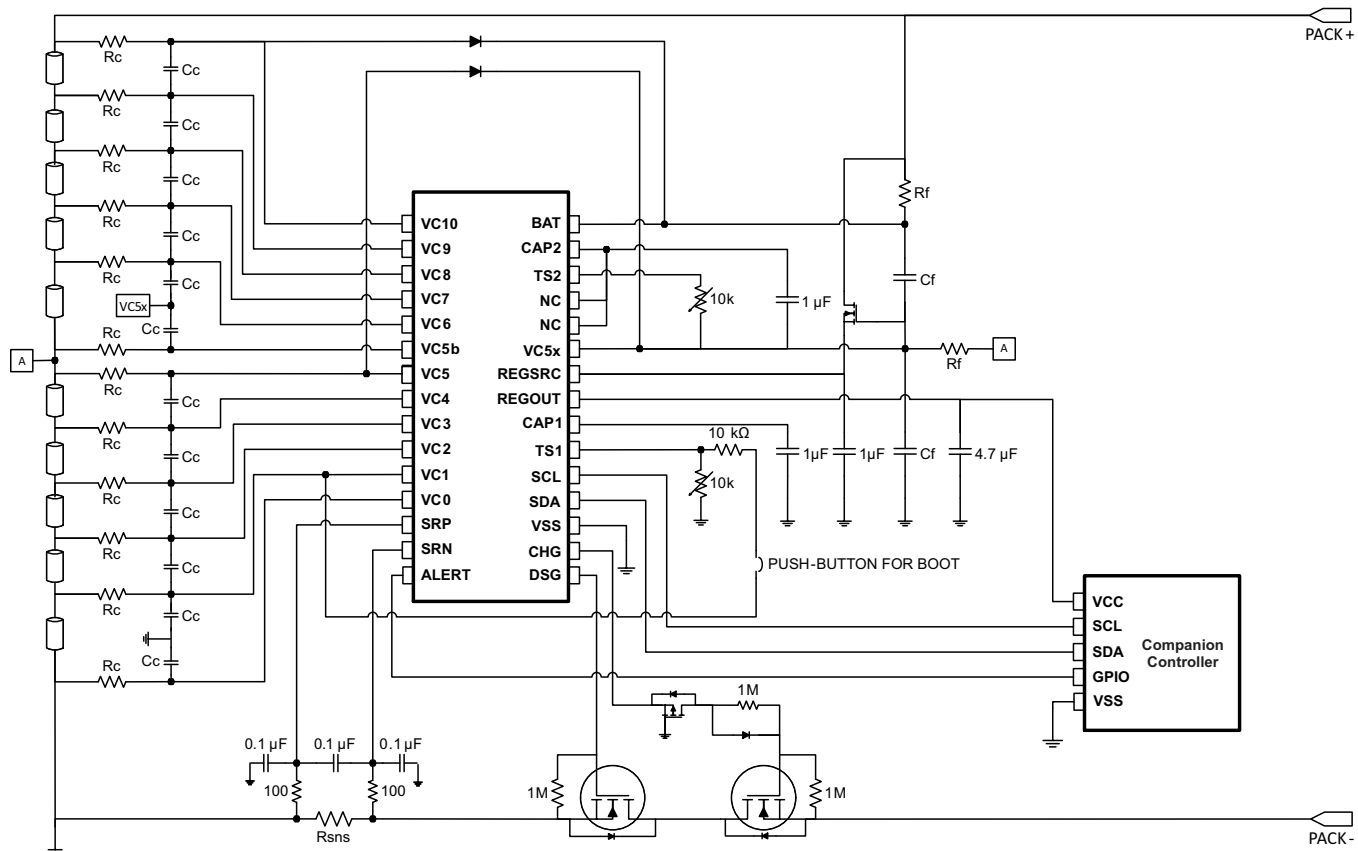 PACK+
Rc
Cc
Rc
Cc
Rc
Cc
Rc
Cc
Rc
Cc
VC5x
Cc
Rc
A
Rc
Cc
Rc
Cc
Rc
Cc
Rc
Cc
Rc
Cc
Cc
Rc
VC10
VC9
VC8
VC7
VC6
VC5b
VC5
VC4
VC3
VC2
VC1
VC0
SRP
SRN
ALERT
BAT
CAP2
TS2
NC
NC
VC5x
REGSRC
REGOUT
CAP1
TS1
SCL
SDA
VSS
CHG
DSG
10k
1 µF
Rf
Cf
Rf
A
10 kΩ
10k
1µF
1µF
Cf
4.7 µF
PUSH-BUTTON FOR BOOT
VCC
SCL
SDA
GPIO
VSS
Companion
Controller
1M
0.1 µF
0.1 µF
0.1 µF
100
100
Rsns
1M
1M
PACK-